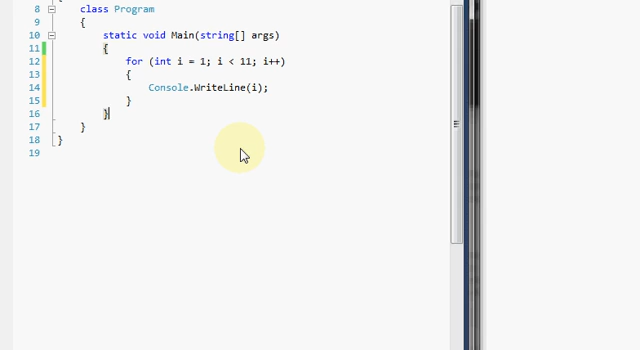 8 class Program
9 {
10 static void Main(string[] args)
11 {
12 for (int i = 1; i < 11; i++)
13 {
14 Console.WriteLine(i);
15 }
16 }
17 }
18 }
19